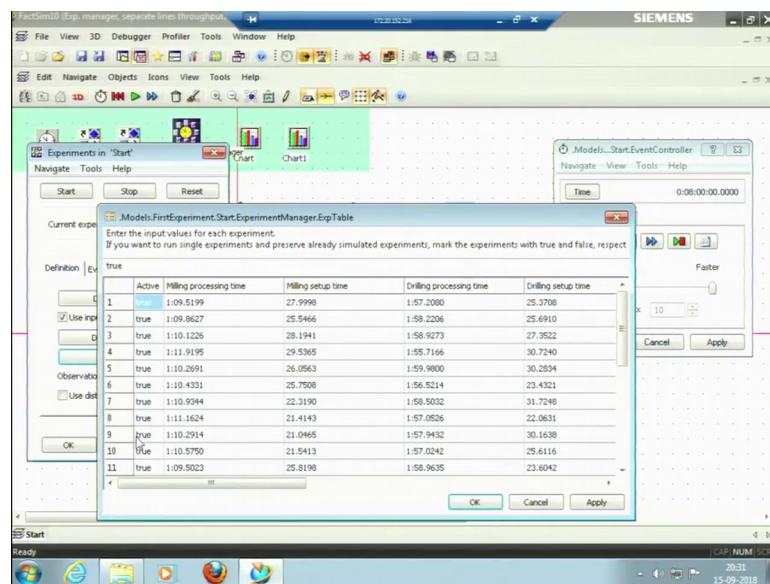 FactSim10 (Exp. manager, separate lines throughput,
172.20.152.214
SIEMENS
File View 3D Debugger Profiler Tools Window Help
Edit Navigate Objects Icons View Tools Help
Chart Chart1
Experiments in 'Start'
Navigate Tools Help
Start Stop Reset
Current expe
Definition Ev
Use inp
Observatio
Use dist
OK
.Models....Start.EventController
Navigate View Tools Help
Time 0:08:00:00.0000
Faster
x 10
Cancel Apply
.Models.FirstExperiment.Start.ExperimentManager.ExpTable
Enter the input values for each experiment.
If you want to run single experiments and preserve already simulated experiments, mark the experiments with true and false, respect
true
Active Milling processing time Milling setup time Drilling processing time Drilling setup time
1 true 1:09.5199 27.9998 1:57.2080 25.3708
2 true 1:09.8627 25.5466 1:58.2206 25.6910
3 true 1:10.1226 28.1941 1:58.9273 27.3522
4 true 1:11.9195 29.5365 1:55.7166 30.7240
5 true 1:10.2691 26.0563 1:59.9800 30.2834
6 true 1:10.4331 25.7508 1:56.5214 23.4321
7 true 1:10.9344 22.3190 1:58.5032 31.7248
8 true 1:11.1624 21.4143 1:57.0526 22.0631
9 true 1:10.2914 21.0465 1:57.9432 30.1638
10 true 1:10.5750 21.5413 1:57.0242 25.6116
11 true 1:09.5023 25.8198 1:58.9635 23.6042
OK Cancel Apply
Start
Ready
CAP NUM SCR
20:31
15-09-2018